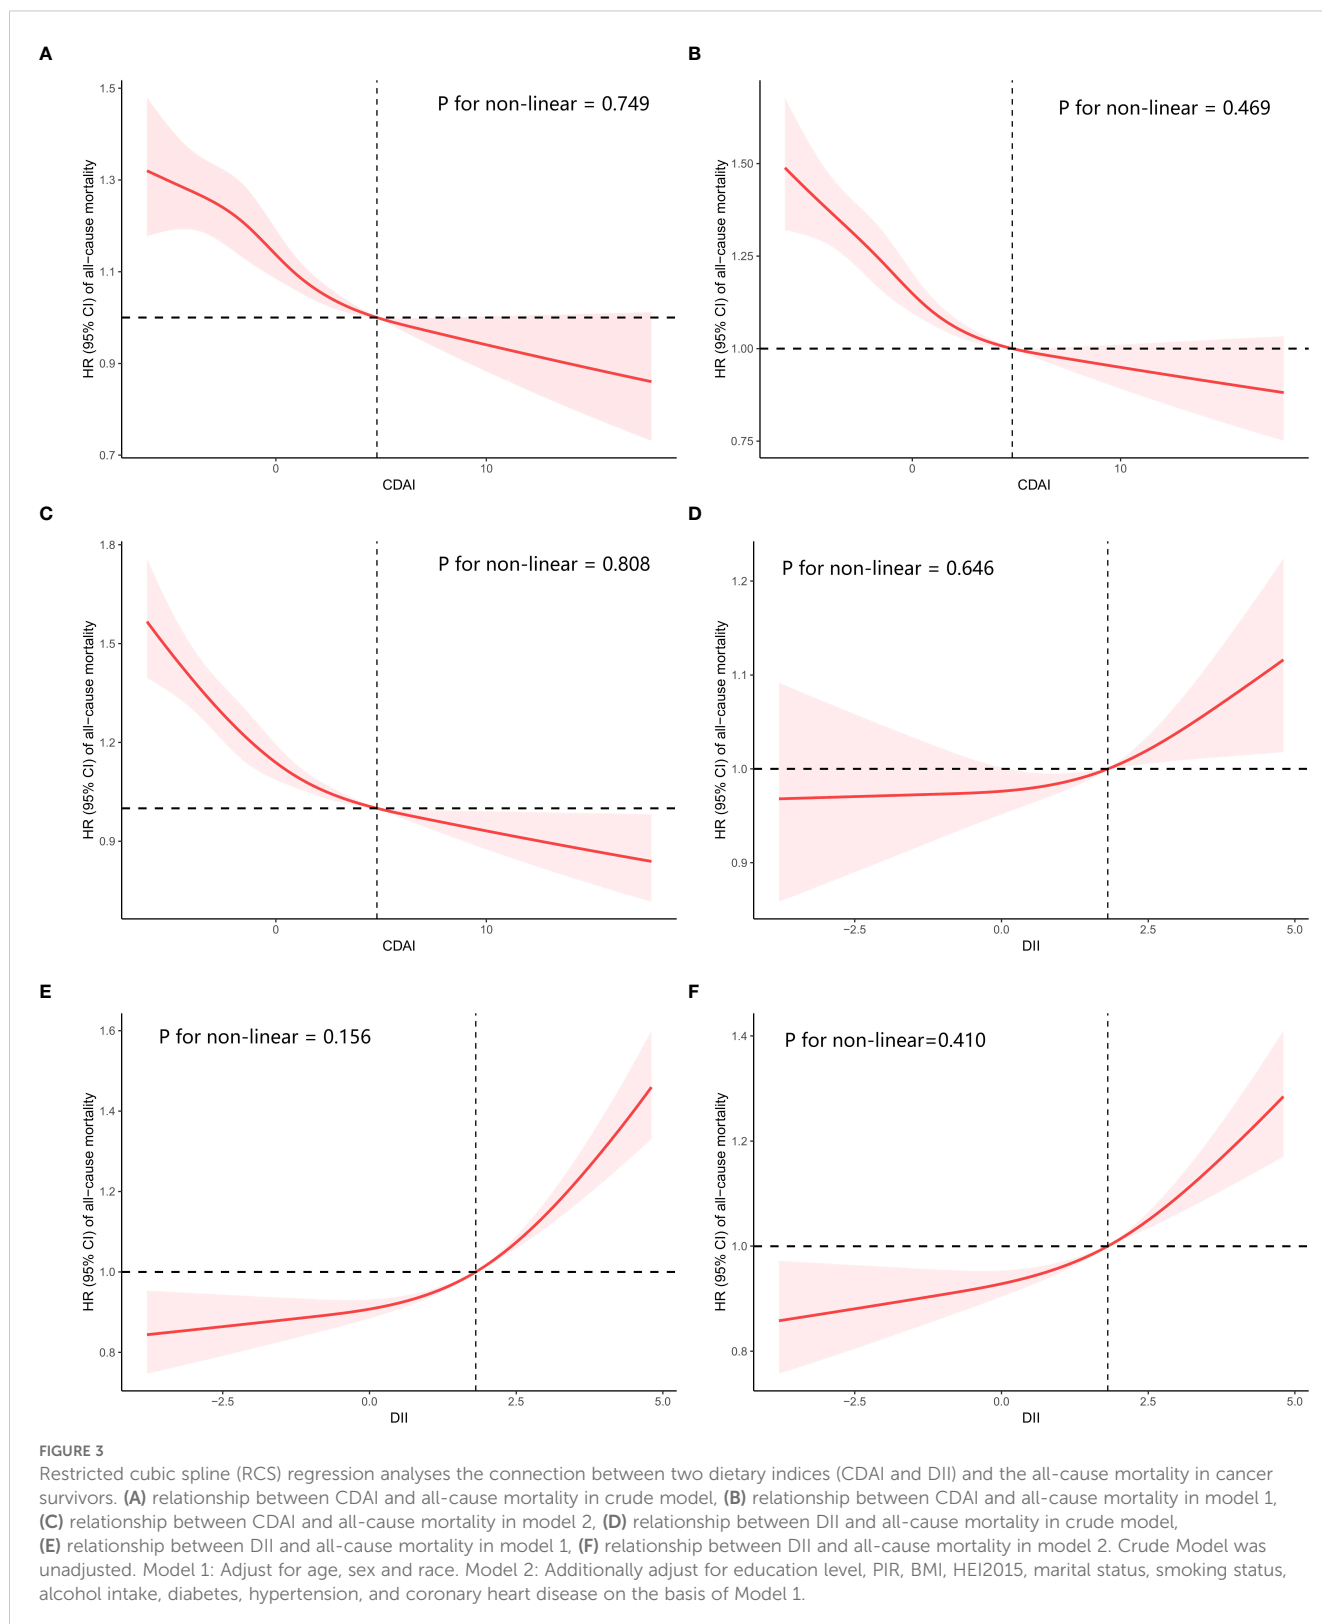 A
P for non-linear = 0.749
HR (95% CI) of all−cause mortality
1.5
1.3
1.1
0.9
0.7
0
10
CDAI
B
P for non-linear = 0.469
HR (95% CI) of all−cause mortality
1.50
1.25
1.00
0.75
0
10
CDAI
C
P for non-linear = 0.808
HR (95% CI) of all−cause mortality
1.8
1.5
1.2
0.9
0
10
CDAI
D
P for non-linear = 0.646
HR (95% CI) of all−cause mortality
1.2
1.1
1.0
0.9
−2.5
0.0
2.5
5.0
DII
E
P for non-linear = 0.156
HR (95% CI) of all−cause mortality
1.6
1.4
1.2
1.0
0.8
−2.5
0.0
2.5
5.0
DII
F
P for non-linear=0.410
HR (95% CI) of all−cause mortality
1.4
1.2
1.0
0.8
−2.5
0.0
2.5
5.0
DII
FIGURE 3
Restricted cubic spline (RCS) regression analyses the connection between two dietary indices (CDAI and DII) and the all-cause mortality in cancer
survivors. (A) relationship between CDAI and all-cause mortality in crude model, (B) relationship between CDAI and all-cause mortality in model 1,
(C) relationship between CDAI and all-cause mortality in model 2, (D) relationship between DII and all-cause mortality in crude model,
(E) relationship between DII and all-cause mortality in model 1, (F) relationship between DII and all-cause mortality in model 2. Crude Model was
unadjusted. Model 1: Adjust for age, sex and race. Model 2: Additionally adjust for education level, PIR, BMI, HEI2015, marital status, smoking status,
alcohol intake, diabetes, hypertension, and coronary heart disease on the basis of Model 1.